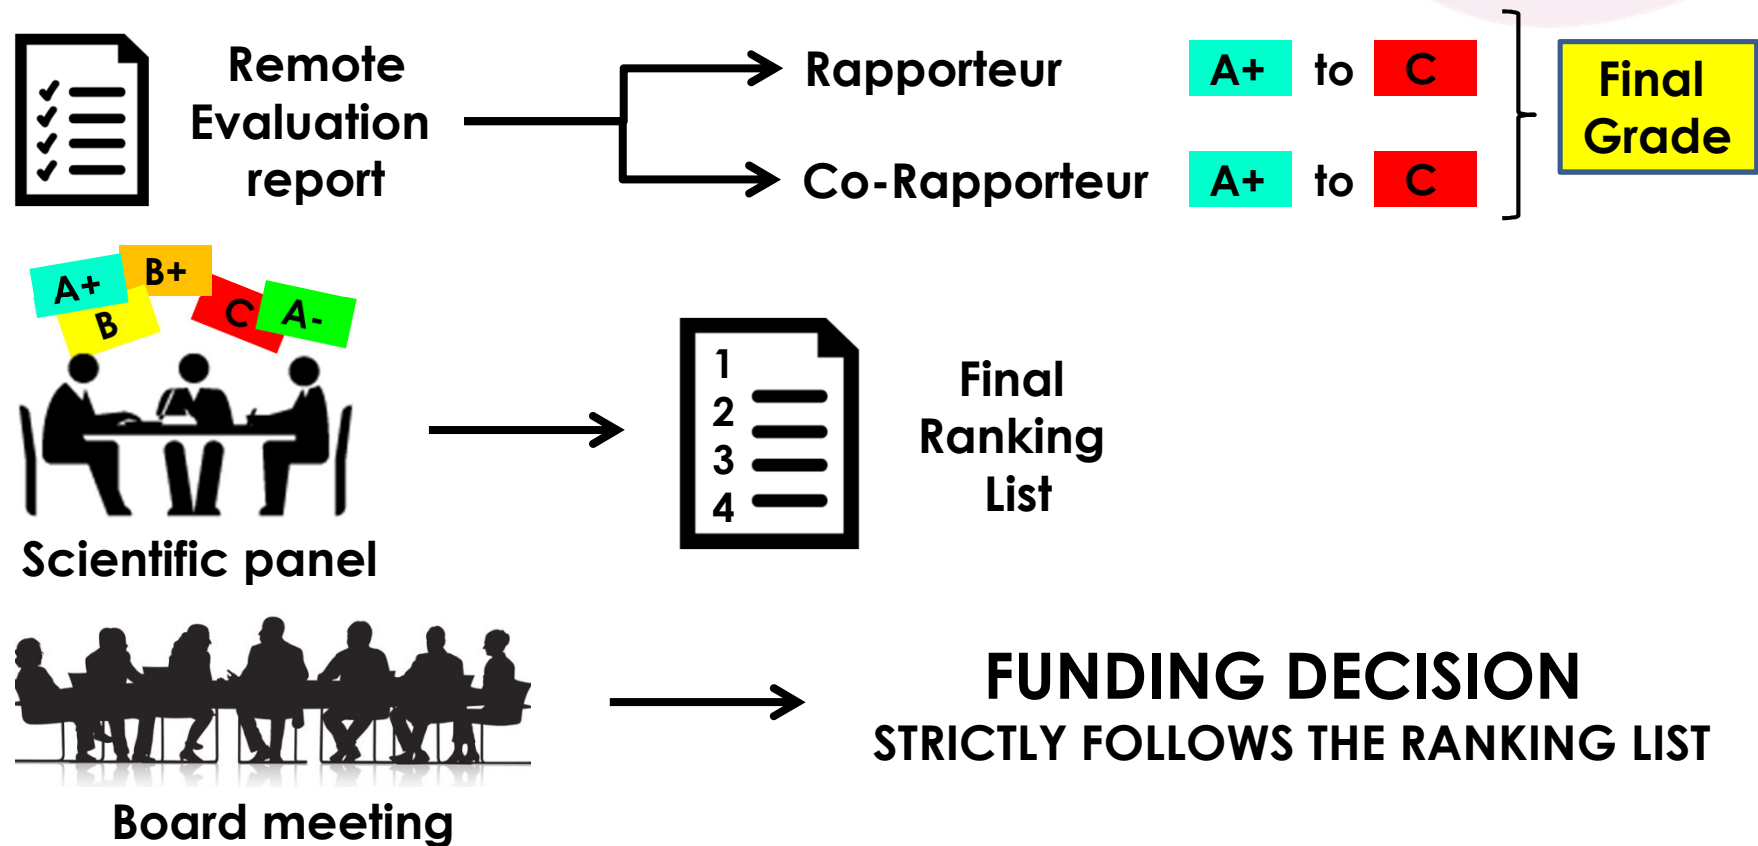 Remote
Evaluation
report
Rapporteur A+ to C
Co-Rapporteur A+ to C
Final
Grade
A+ B+ B C A-
Scientific panel
1
2
3
4
Final
Ranking
List
Board meeting
FUNDING DECISION
STRICTLY FOLLOWS THE RANKING LIST